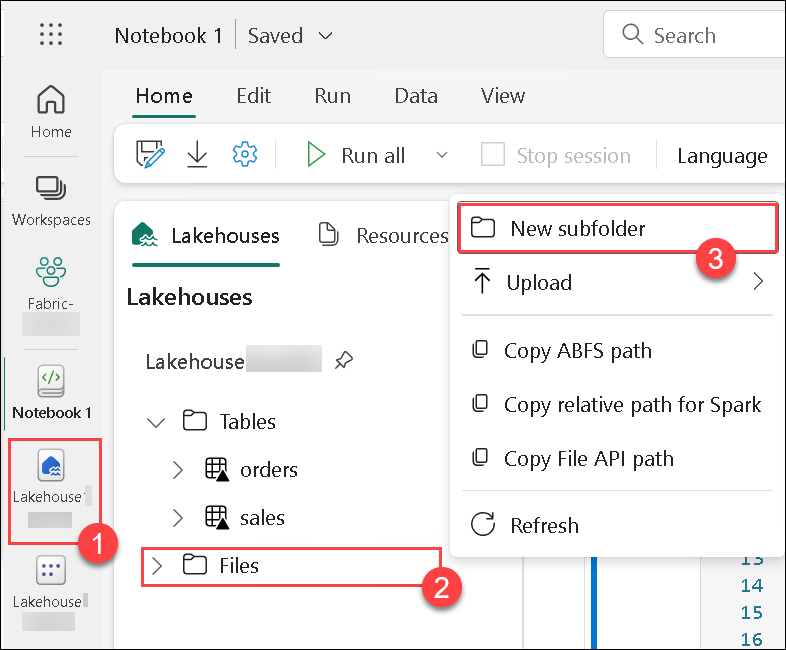 Notebook 1 Saved
Search
Home Edit Run Data View
Run all Stop session Language
Home
Workspaces
Fabric-
Notebook 1
Lakehouse
1
Lakehouse
Lakehouses Resources
Lakehouses
Lakehouse
Tables
orders
sales
Files
2
New subfolder
3
Upload
Copy ABFS path
Copy relative path for Spark
Copy File API path
Refresh
13
14
15
16